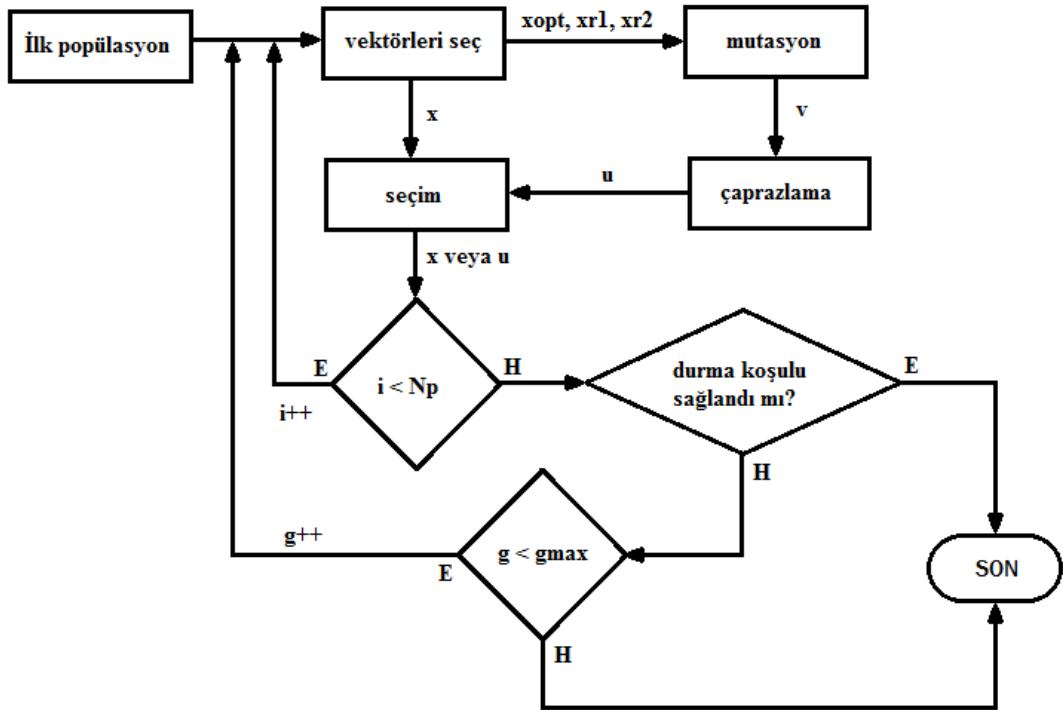 İlk popülasyon
vektörleri seç
xopt, xr1, xr2
mutasyon
x
v
seçim
u
çaprazlama
x veya u
E
i < Np
H
durma koşulu
sağlandı mı?
E
i++
H
g++
E
g < gmax
SON
H